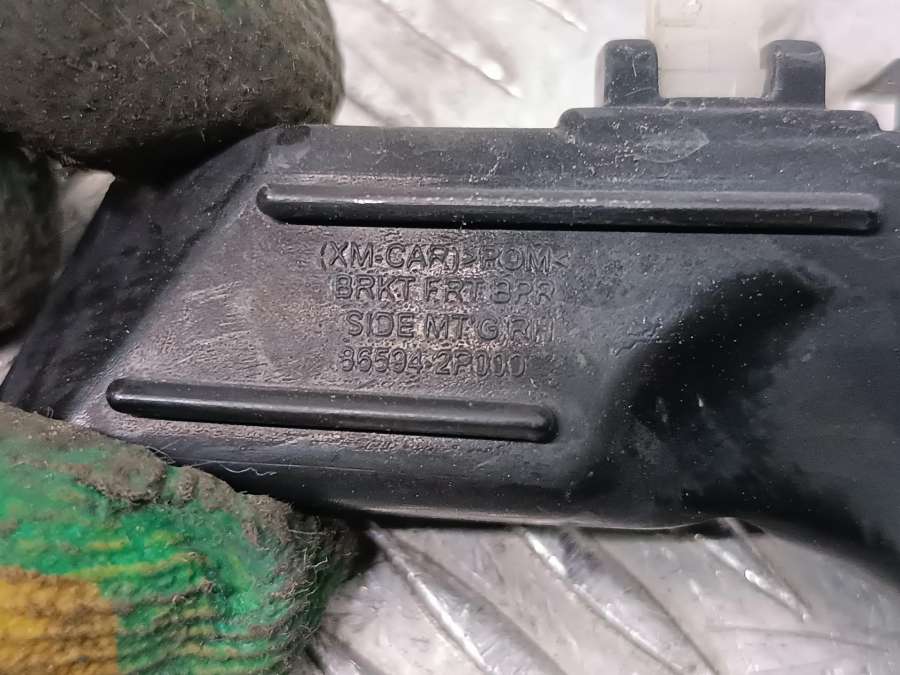 (XM-CAR)>POM<
BRKT FRT BPR
SIDE MT'G RH
86594-2P000